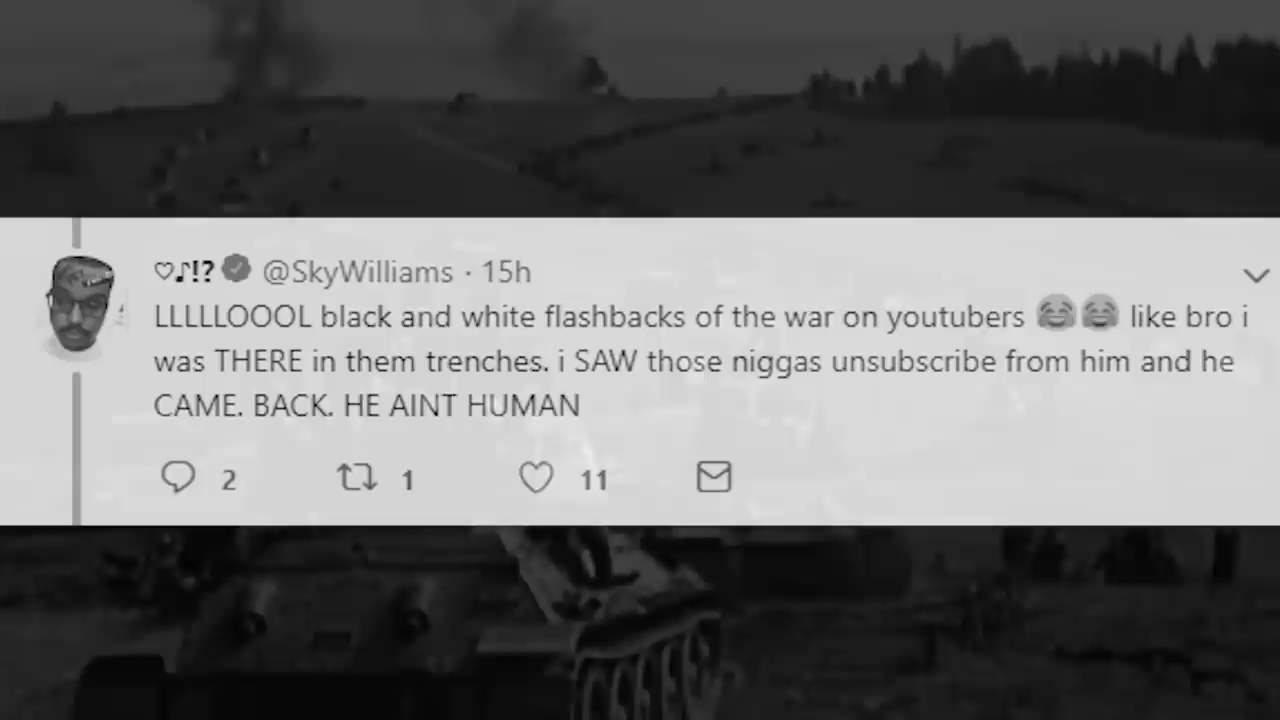 ♡♪!? @SkyWilliams · 15h
LLLLLOOOL black and white flashbacks of the war on youtubers 🤗🤗 like bro i
was THERE in them trenches. i SAW those niggas unsubscribe from him and he
CAME. BACK. HE AINT HUMAN
2 1 11